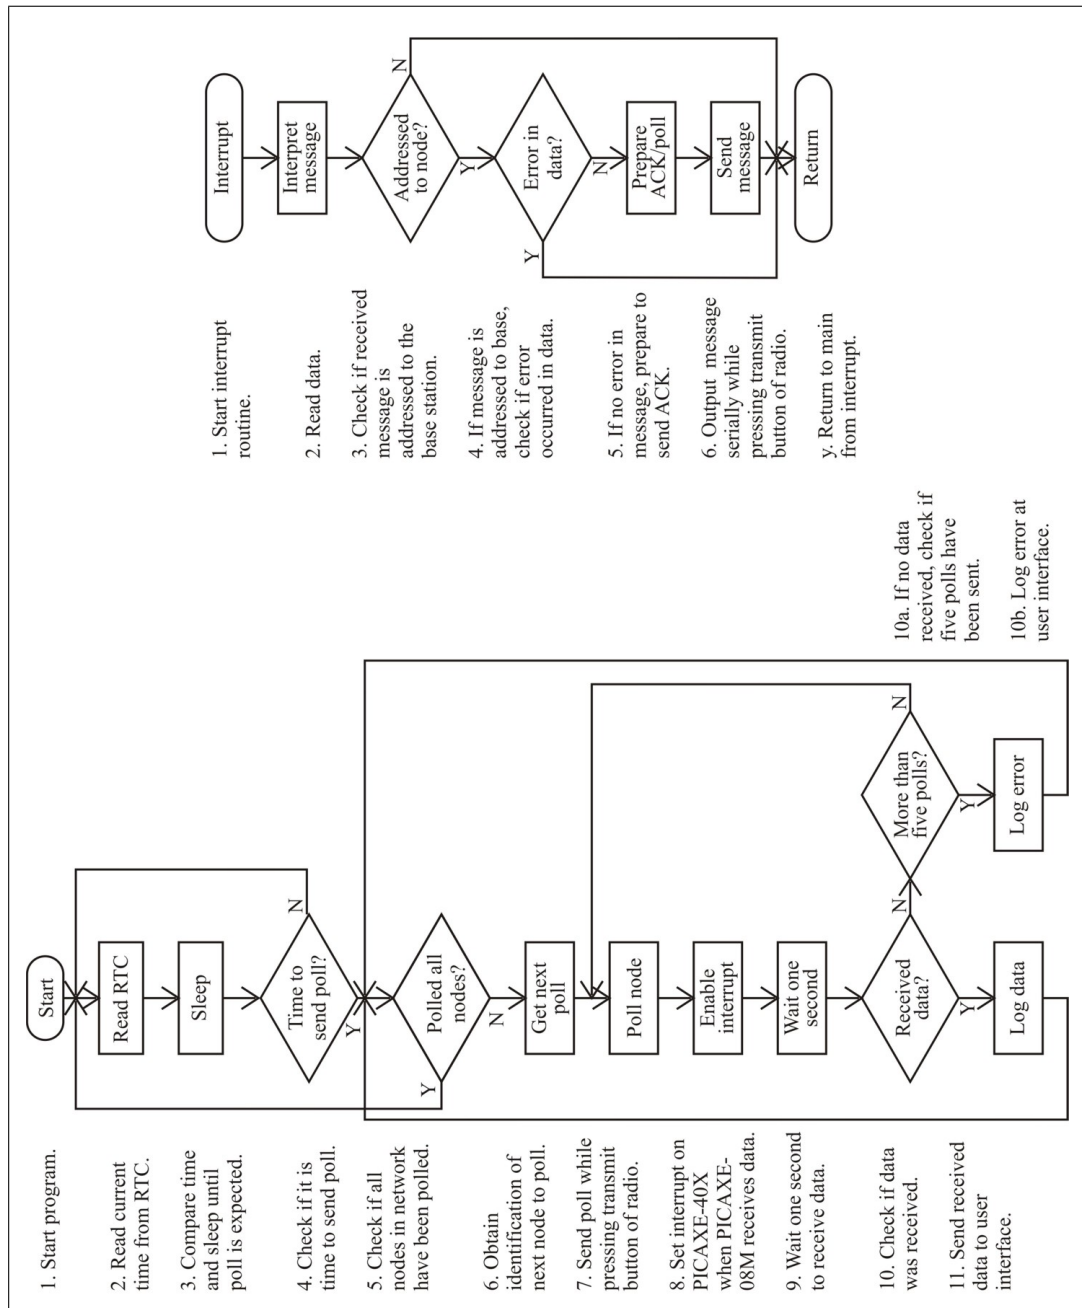 1. Start program.
2. Read current
time from RTC.
3. Compare time
and sleep until
poll is expected.
4. Check if it is
time to send poll.
5. Check if all
nodes in network
have been polled.
6. Obtain
identification of
next node to poll.
7. Send poll while
pressing transmit
button of radio.
8. Set interrupt on
PICAXE-40X
when PICAXE-
08M receives data.
9. Wait one second
to receive data.
10. Check if data
was received.
11. Send received
data to user
interface.
Start
Read RTC
Sleep
Time to
send poll?
N
Y
Polled all
nodes?
Y
N
Get next
poll
Poll node
Enable
interrupt
Wait one
second
Received
data?
N
Y
Log data
More than
five polls?
N
Y
Log error
10a. If no data
received, check if
five polls have
been sent.
10b. Log error at
user interface.
1. Start interrupt
routine.
2. Read data.
3. Check if received
message is
addressed to the
base station.
4. If message is
addressed to base,
check if error
occurred in data.
5. If no error in
message, prepare to
send ACK.
6. Output message
serially while
pressing transmit
button of radio.
y. Return to main
from interrupt.
Interrupt
Interpret
message
Addressed
to node?
N
Y
Error in
data?
Y
N
Prepare
ACK/poll
Send
message
Return